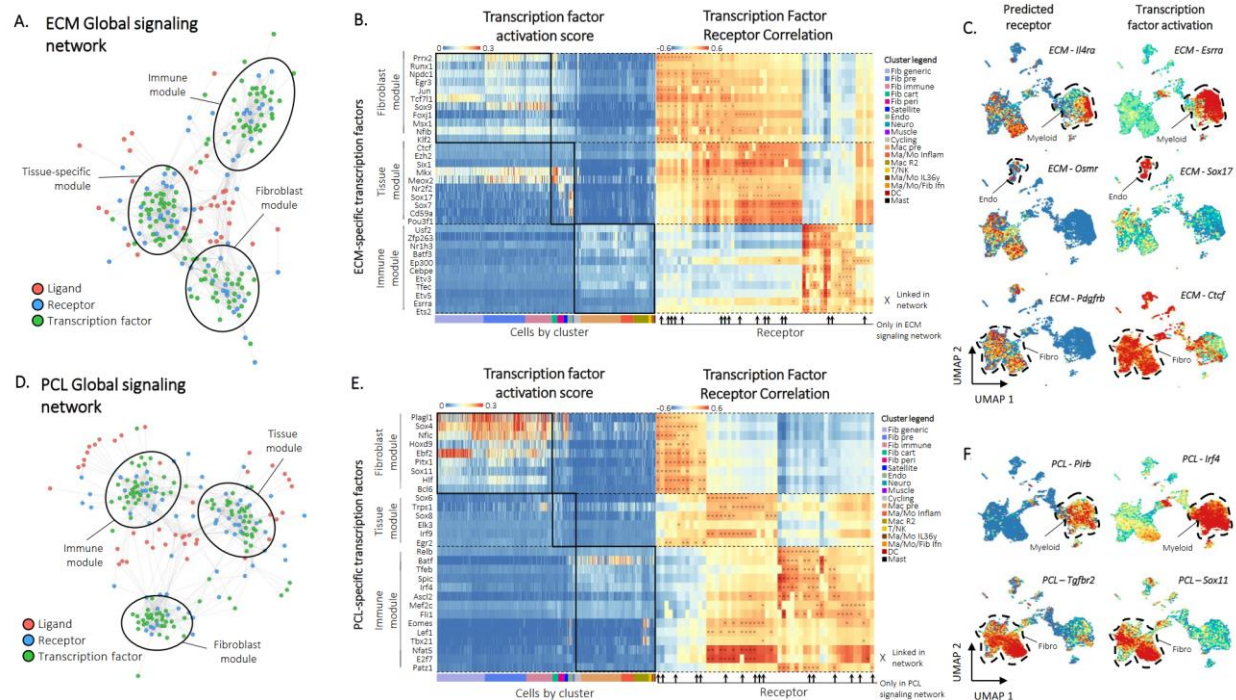 A.
ECM Global signaling
network
Immune
module
Tissue-specific
module
Fibroblast
module
Ligand
Receptor
Transcription factor
B.
Transcription factor
activation score
Transcription Factor
Receptor Correlation
0
0.3
-0.6
0.6
ECM-specific transcription factors
Fibroblast
module
Tissue
module
Immune
module
Prrx2
Runx1
Npdc1
Egr3
Jun
Tcf7l1
Sox9
Foxj1
Msx1
Nfib
Klf2
Ctcf
Ezh2
Six1
Mkx
Meox2
Nr2f2
Sox17
Sox7
Cd59a
Pou3f1
Usf2
Zfp263
Nr1h3
Batf3
Ep300
Cebpe
Etv3
Tfec
Etv5
Esrra
Ets2
Cells by cluster
Receptor
Cluster legend
Fib generic
Fib pre
Fib immune
Fib cart
Fib peri
Satellite
Endo
Neuro
Muscle
Cycling
Mac pre
Ma/Mo Inflam
Mac R2
T/NK
Ma/Mo IL36γ
Ma/Mo/Fib Ifn
DC
Mast
X Linked in
network
Only in ECM
signaling network
C.
Predicted
receptor
Transcription
factor activation
ECM - Il4ra
ECM - Esrra
Myeloid
Myeloid
ECM - Osmr
ECM - Sox17
Endo
Endo
ECM - Pdgfrb
ECM - Ctcf
Fibro
Fibro
UMAP 2
UMAP 1
D.
PCL Global signaling
network
Tissue
module
Immune
module
Fibroblast
module
Ligand
Receptor
Transcription factor
E.
Transcription factor
activation score
Transcription Factor
Receptor Correlation
0
0.3
-0.6
0.6
PCL-specific transcription factors
Fibroblast
module
Tissue
module
Immune
module
Plagl1
Sox4
Nfic
Hoxd9
Ebf2
Pitx1
Sox11
Hlf
Bcl6
Sox6
Trps1
Sox8
Elk3
Irf9
Egr2
Relb
Batf
Tfeb
Spic
Irf4
Ascl2
Mef2c
Fli1
Eomes
Lef1
Tbx21
Nfat5
E2f7
Patz1
Cells by cluster
Receptor
Cluster legend
Fib generic
Fib pre
Fib immune
Fib cart
Fib peri
Satellite
Endo
Neuro
Muscle
Cycling
Mac pre
Ma/Mo Inflam
Mac R2
T/NK
Ma/Mo IL36γ
Ma/Mo/Fib Ifn
DC
Mast
X Linked in
network
Only in PCL
signaling network
F.
PCL - Pirb
PCL - Irf4
Myeloid
Myeloid
PCL – Tgfbr2
PCL – Sox11
Fibro
Fibro
UMAP 2
UMAP 1